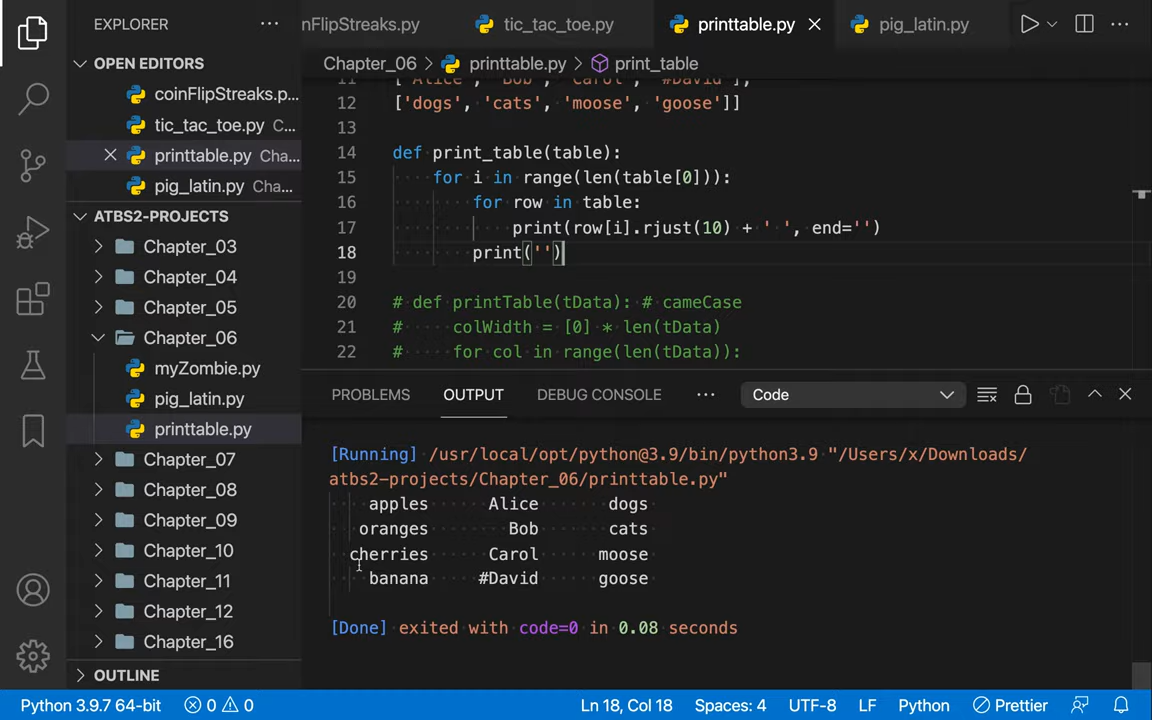 EXPLORER ···
nFlipStreaks.py tic_tac_toe.py printtable.py pig_latin.py
OPEN EDITORS
coinFlipStreaks.p...
tic_tac_toe.py C...
printtable.py Cha...
pig_latin.py Cha...
ATBS2-PROJECTS
Chapter_03
Chapter_04
Chapter_05
Chapter_06
myZombie.py
pig_latin.py
printtable.py
Chapter_07
Chapter_08
Chapter_09
Chapter_10
Chapter_11
Chapter_12
Chapter_16
OUTLINE
Chapter_06 > printtable.py > print_table
11 ['Alice', 'Bob', 'Carol', '#David'],
12 ['dogs', 'cats', 'moose', 'goose']]
13
14 def print_table(table):
15 for i in range(len(table[0])):
16 for row in table:
17 print(row[i].rjust(10) + ' ', end='')
18 print('')
19
20 # def printTable(tData): # cameCase
21 # colWidth = [0] * len(tData)
22 # for col in range(len(tData)):
PROBLEMS OUTPUT DEBUG CONSOLE ··· Code
[Running] /usr/local/opt/python@3.9/bin/python3.9 "/Users/x/Downloads/
atbs2-projects/Chapter_06/printtable.py"
apples Alice dogs
oranges Bob cats
cherries Carol moose
banana #David goose
[Done] exited with code=0 in 0.08 seconds
Python 3.9.7 64-bit 0 0 Ln 18, Col 18 Spaces: 4 UTF-8 LF Python Prettier